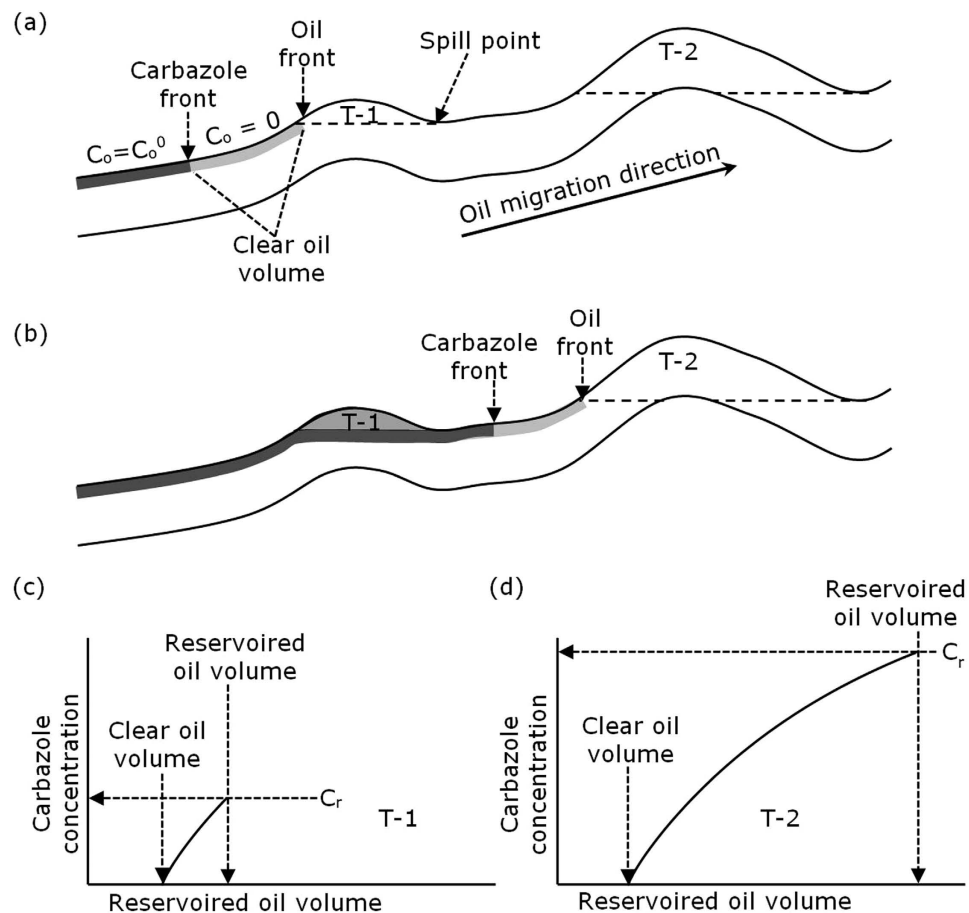 (a)
Oil
front
Spill point
T-2
Carbazole
front
T-1
Cₒ = 0
Cₒ=Cₒ⁰
Oil migration direction
Clear oil
volume
(b)
Oil
front
Carbazole
front
T-2
T-1
(c)
Reservoired
oil volume
Clear oil
volume
Carbazole
concentration
Cᵣ
T-1
Reservoired oil volume
(d)
Reservoired
oil volume
Cᵣ
Clear oil
volume
Carbazole
concentration
T-2
Reservoired oil volume